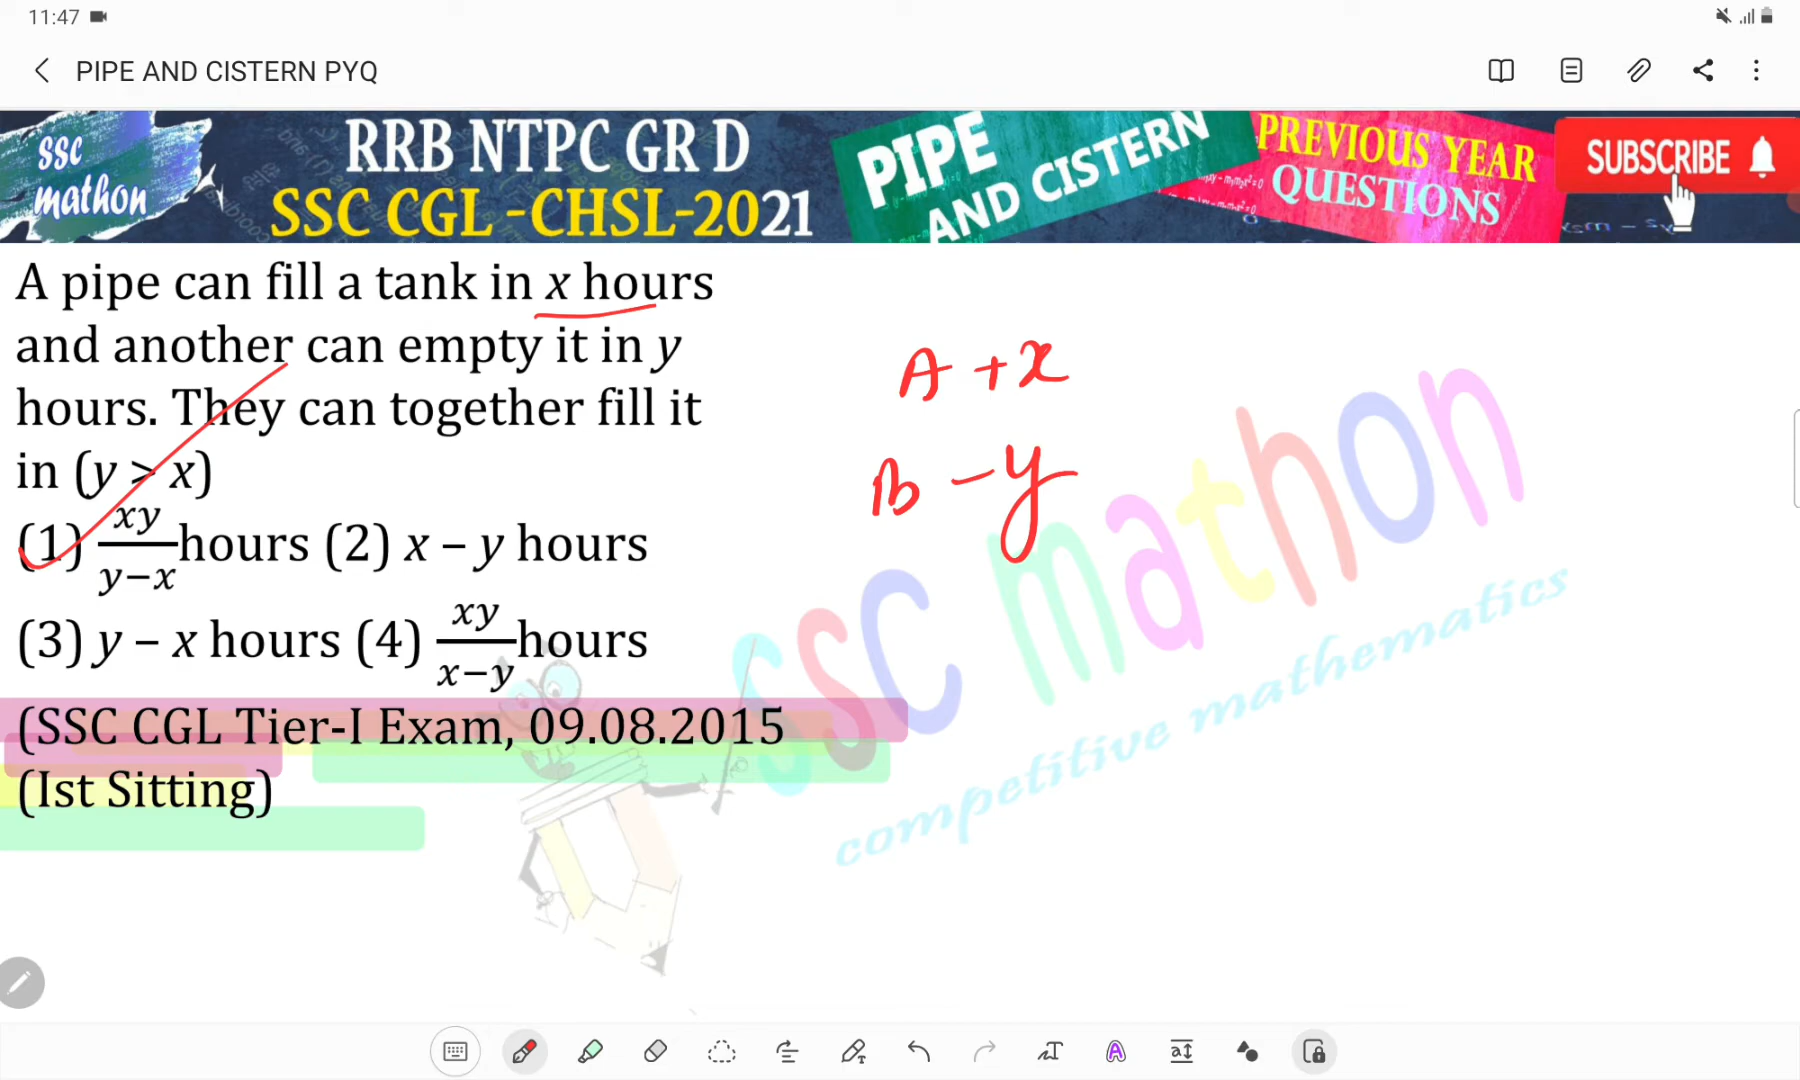 11:47
PIPE AND CISTERN PYQ
SSC
mathon
RRB NTPC GR D
SSC CGL -CHSL-2021
PIPE
AND CISTERN
PREVIOUS YEAR
QUESTIONS
SUBSCRIBE
A pipe can fill a tank in x hours
and another can empty it in y
hours. They can together fill it
in (y > x)
(1) xy/y−x hours (2) x – y hours
(3) y – x hours (4) xy/x−y hours
(SSC CGL Tier-I Exam, 09.08.2015
(Ist Sitting)
A +x
B −y
ssc mathon
competitive mathematics